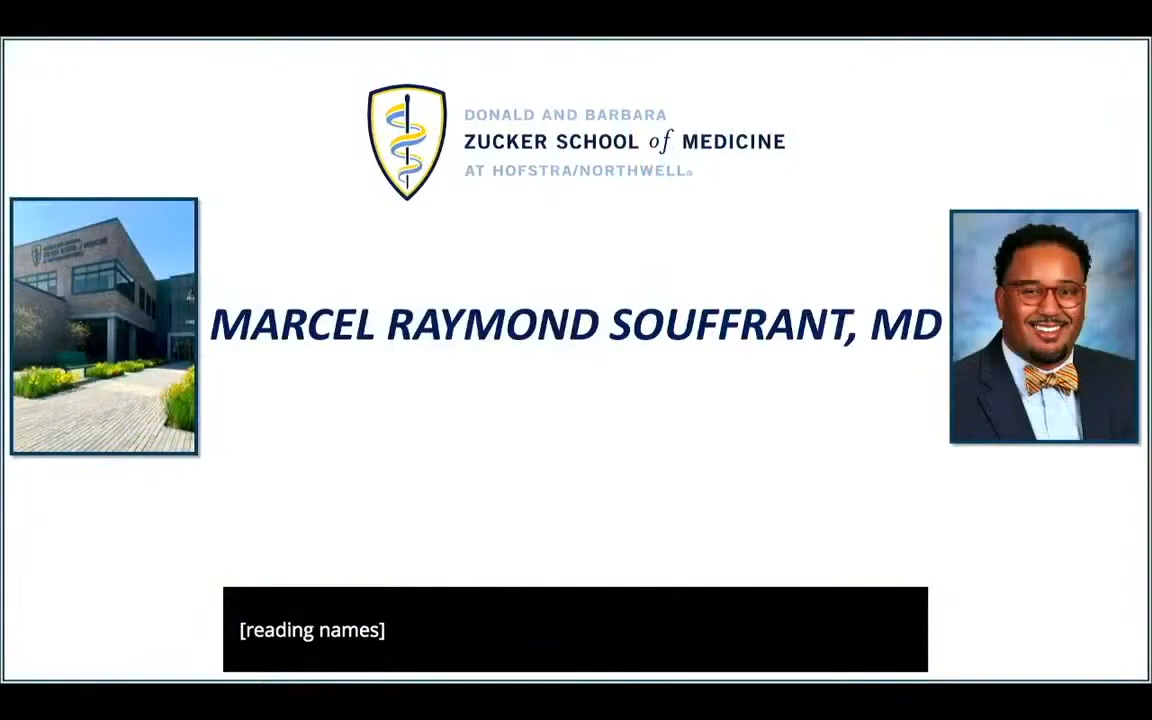 DONALD AND BARBARA
ZUCKER SCHOOL of MEDICINE
AT HOFSTRA/NORTHWELL®
MARCEL RAYMOND SOUFFRANT, MD
[reading names]